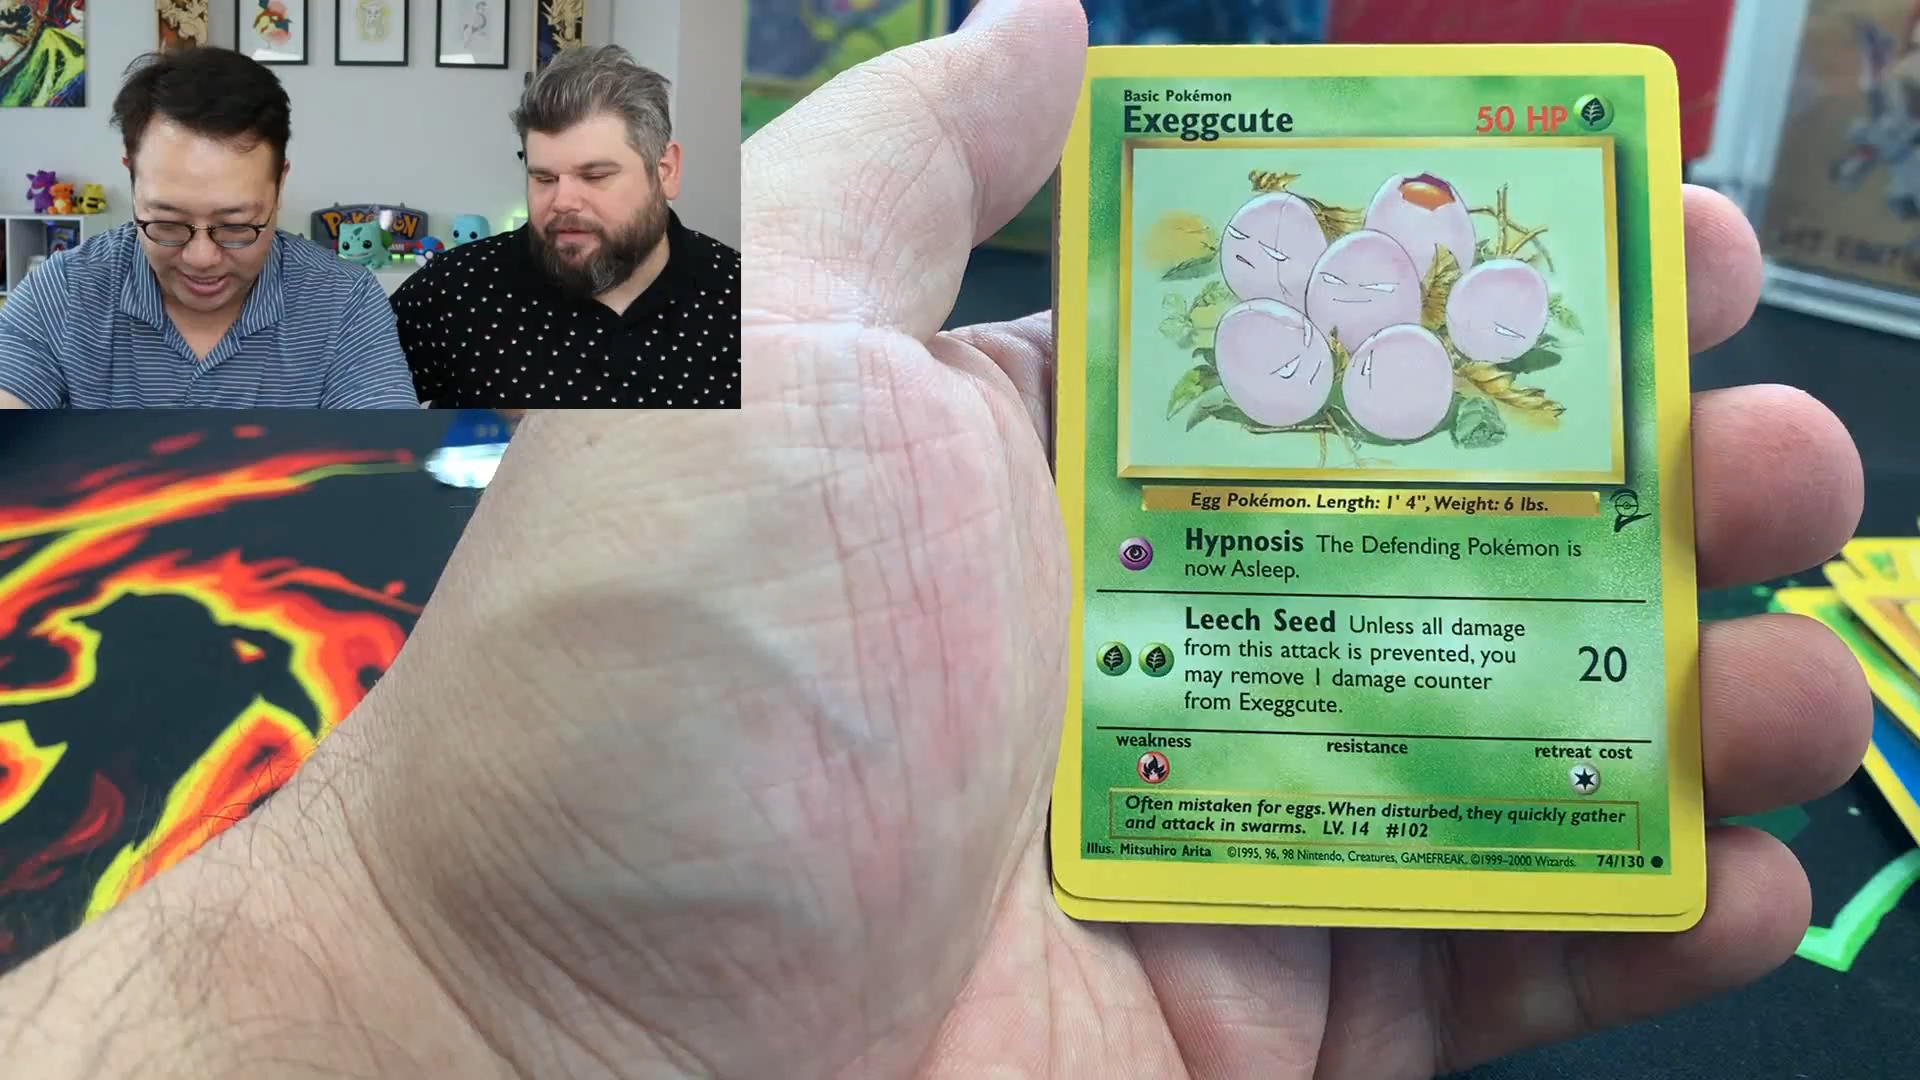 POKÉMON
Basic Pokémon
Exeggcute
50 HP
Egg Pokémon. Length: 1' 4", Weight: 6 lbs.
Hypnosis The Defending Pokémon is
now Asleep.
Leech Seed Unless all damage
from this attack is prevented, you
may remove 1 damage counter
from Exeggcute.
20
weakness
resistance
retreat cost
Often mistaken for eggs. When disturbed, they quickly gather
and attack in swarms. LV. 14 #102
Illus. Mitsuhiro Arita ©1995, 96, 98 Nintendo, Creatures, GAMEFREAK. ©1999-2000 Wizards. 74/130